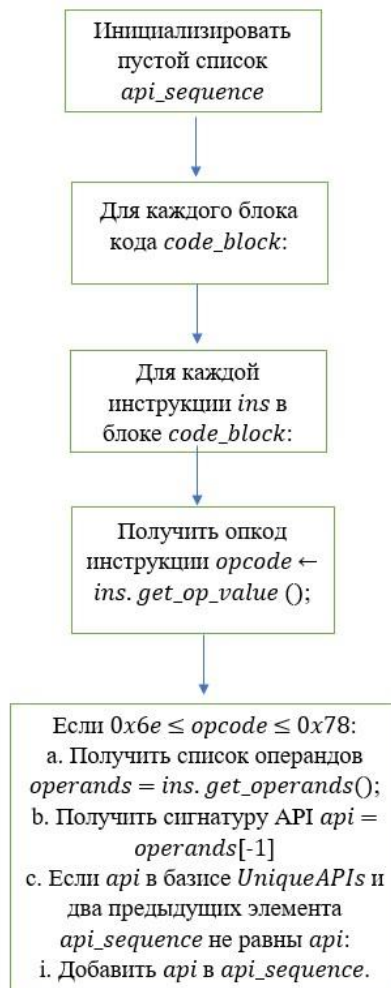 Инициализировать
пустой список
api_sequence
Для каждого блока
кода code_block:
Для каждой
инструкции ins в
блоке code_block:
Получить опкод
инструкции opcode ←
ins. get_op_value ();
Если 0x6e ≤ opcode ≤ 0x78:
a. Получить список операндов
operands = ins. get_operands();
b. Получить сигнатуру API api =
operands[-1]
c. Если api в базисе UniqueAPIs и
два предыдущих элемента
api_sequence не равны api:
i. Добавить api в api_sequence.